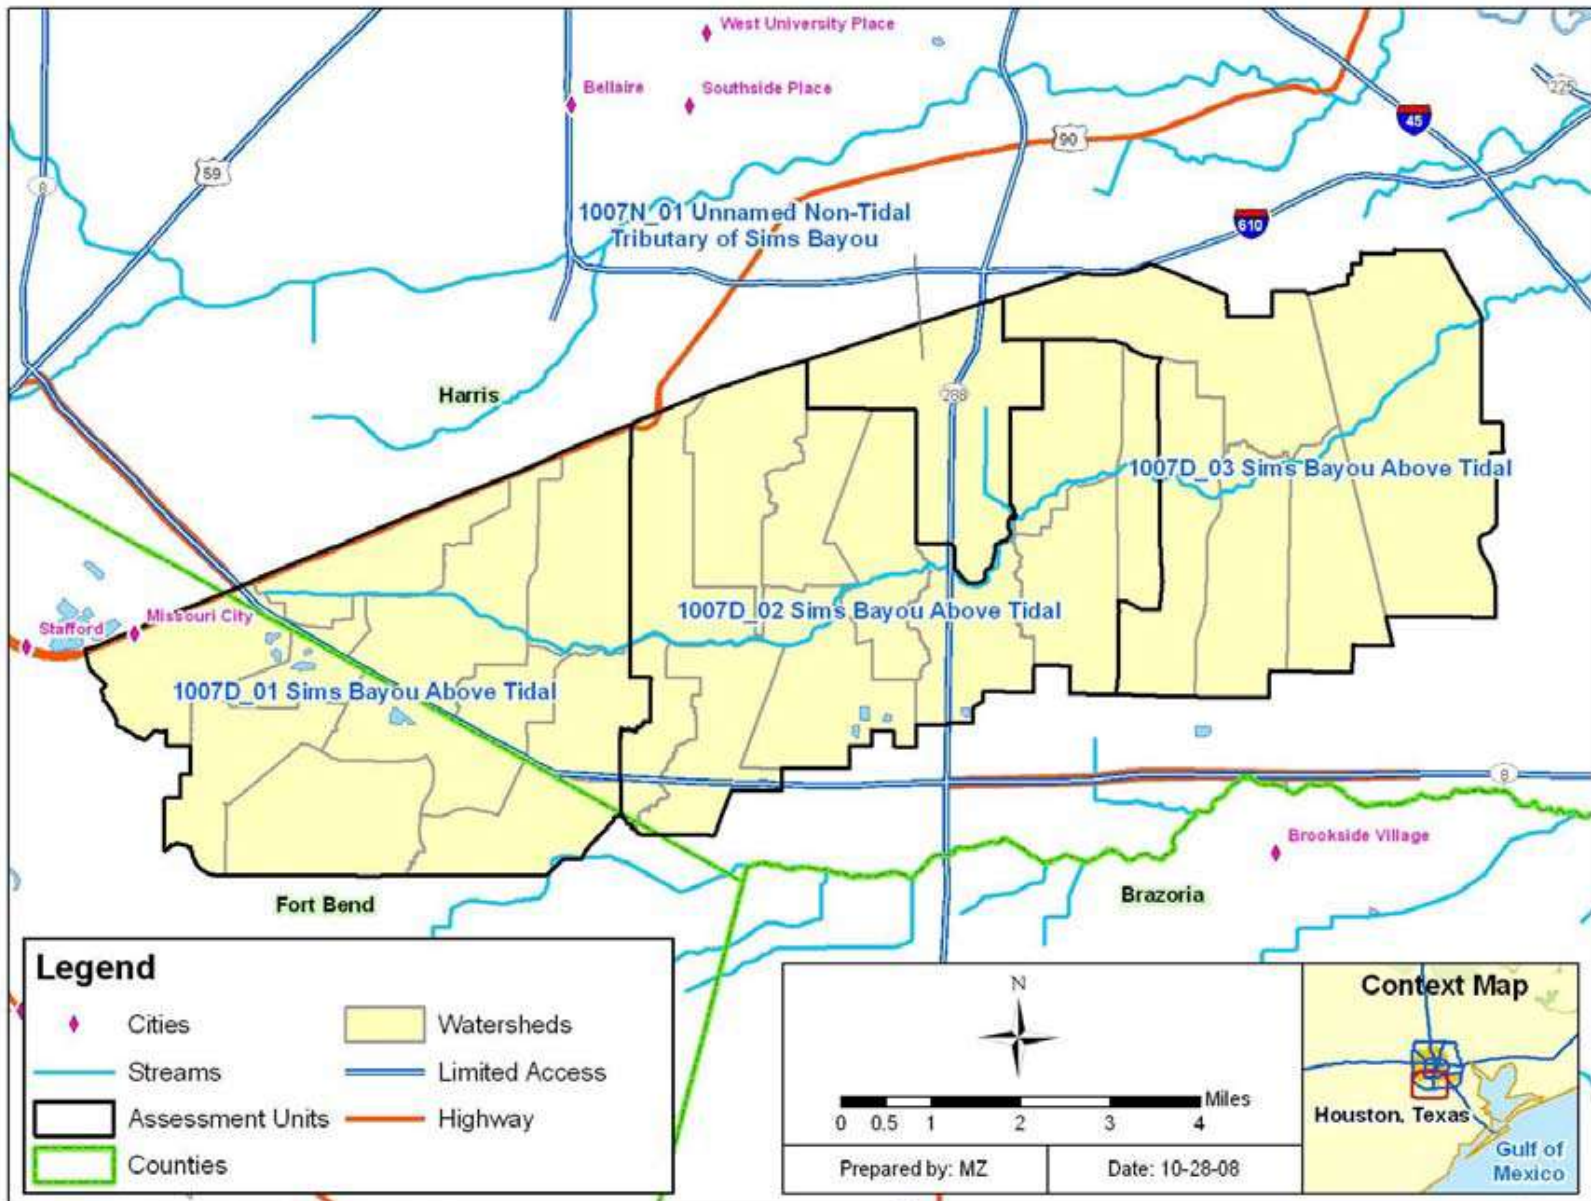 West University Place
Bellaire
Southside Place
225
45
90
59
8
1007N_01 Unnamed Non-Tidal
Tributary of Sims Bayou
610
Harris
288
1007D_03 Sims Bayou Above Tidal
Missouri City
Stafford
1007D_02 Sims Bayou Above Tidal
1007D_01 Sims Bayou Above Tidal
8
Brookside Village
Fort Bend
Brazoria
Legend
Cities
Streams
Assessment Units
Counties
Watersheds
Limited Access
Highway
N
Miles
0 0.5 1 2 3 4
Prepared by: MZ
Date: 10-28-08
Context Map
Houston, Texas
Gulf of
Mexico